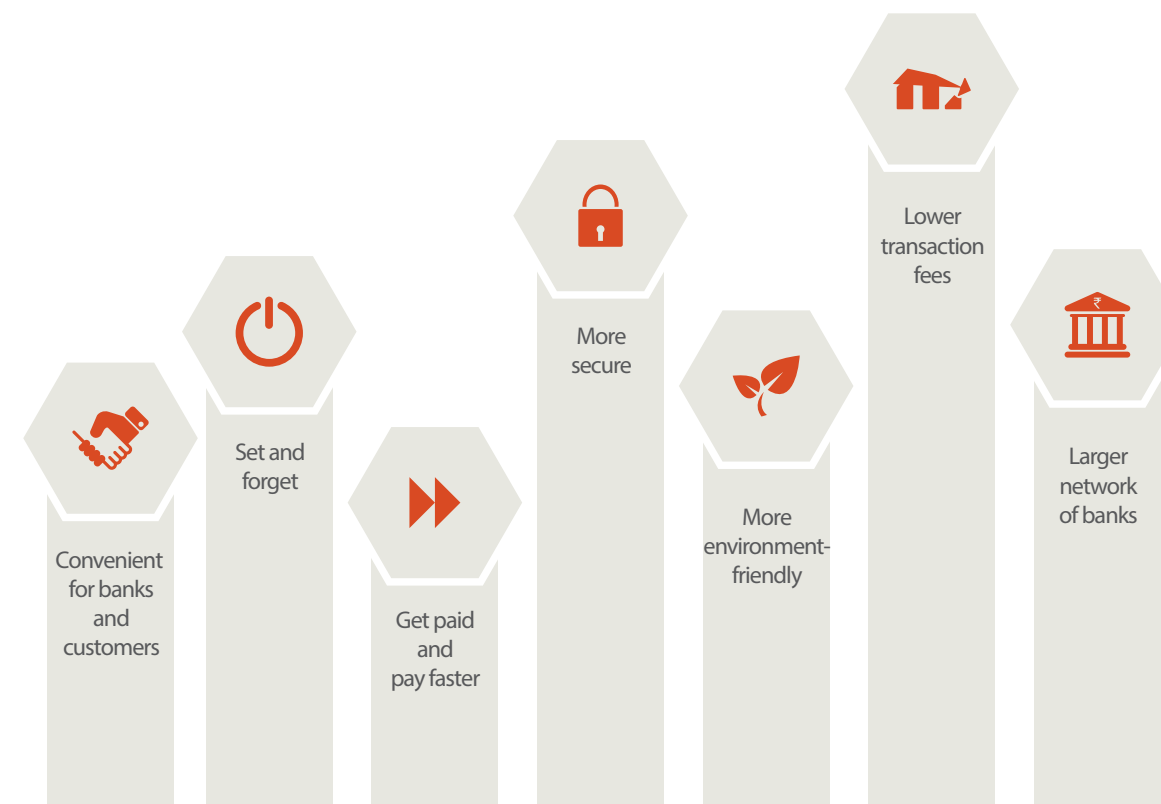 Convenient
for banks
and
customers
Set and
forget
Get paid
and
pay faster
More
secure
More
environment-
friendly
Lower
transaction
fees
₹
Larger
network
of banks